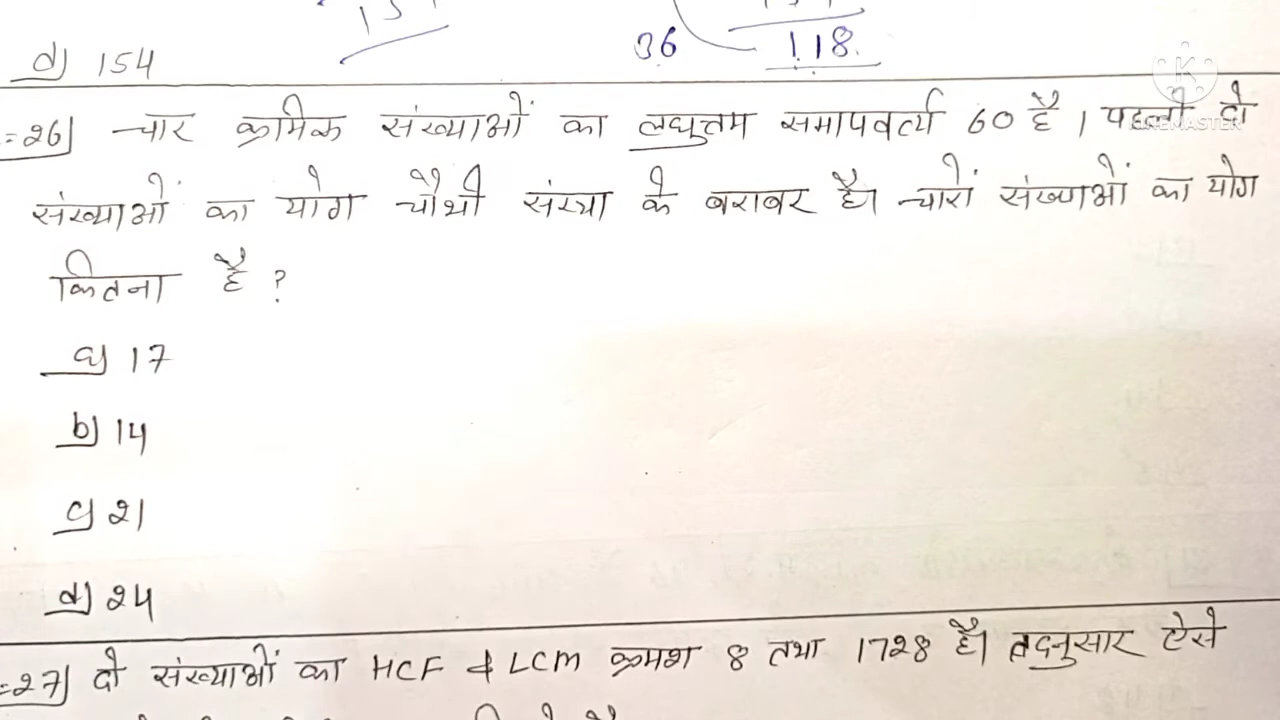 d) 154
36
118.
=26) चार क्रमिक संख्याओं का लघुत्तम समापवर्त्य 60 है। पहली दो
संख्याओं का योग चौथी संख्या के बराबर है। चारों संख्याओं का योग
कितना है ?
a) 17
b) 14
c) 21
d) 24
=27) दो संख्याओं का HCF & LCM क्रमश 8 तथा 1728 है। तदनुसार ऐसे